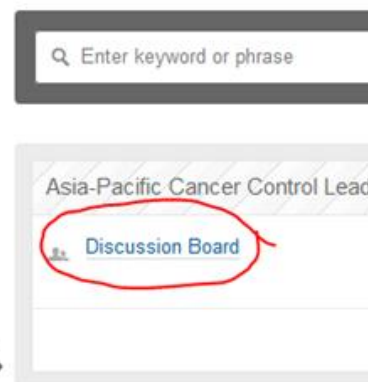 Enter keyword or phrase
Asia-Pacific Cancer Control Lead
Discussion Board